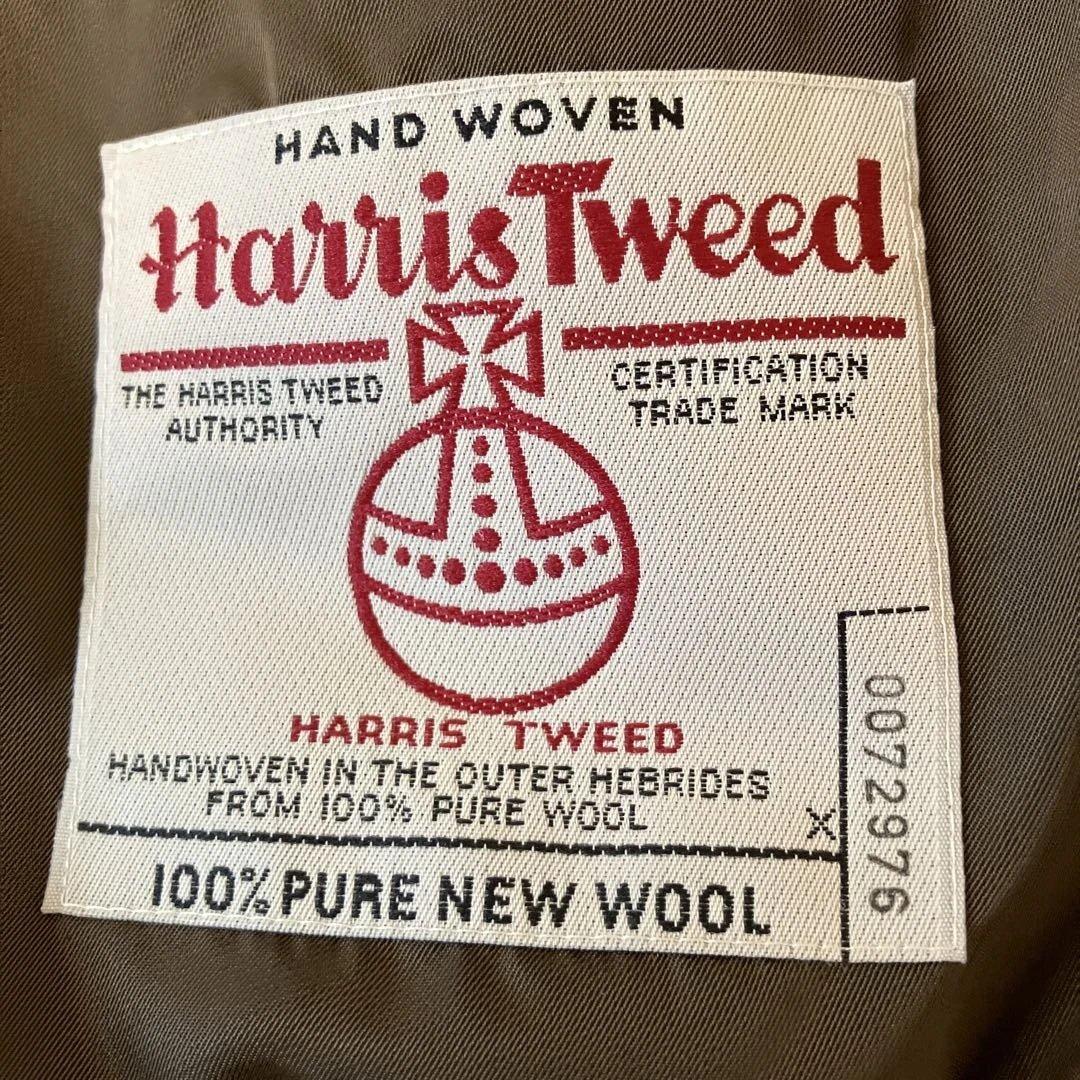 HAND WOVEN
Harris Tweed
THE HARRIS TWEED
AUTHORITY
CERTIFICATION
TRADE MARK
HARRIS TWEED
HANDWOVEN IN THE OUTER HEBRIDES
FROM 100% PURE WOOL
X
100% PURE NEW WOOL
0072976